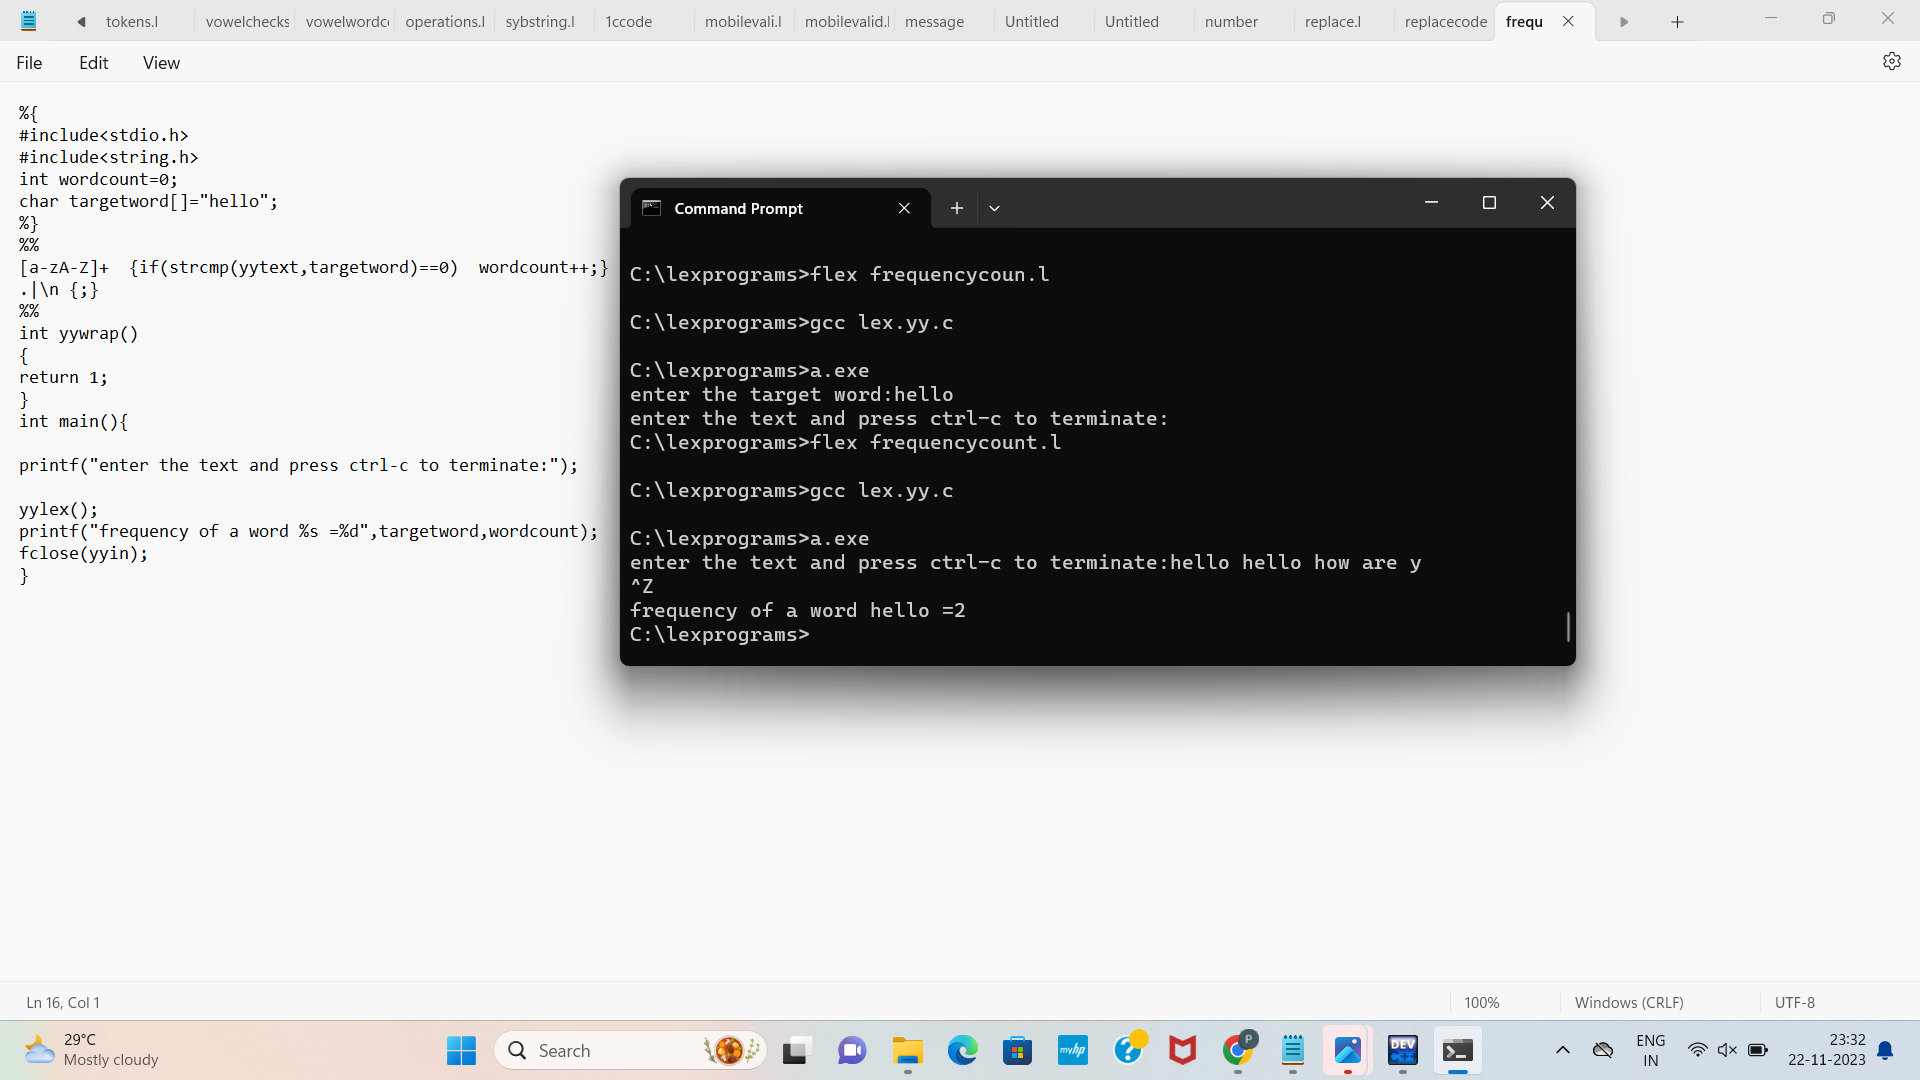 tokens.l
vowelchecks
vowelwordc
operations.l
sybstring.l
1ccode
mobilevali.l
mobilevalid.l
message
Untitled
Untitled
number
replace.l
replacecode
frequ
File Edit View
%{
#include<stdio.h>
#include<string.h>
int wordcount=0;
char targetword[]="hello";
%}
%%
[a-zA-Z]+  {if(strcmp(yytext,targetword)==0)  wordcount++;}
.|\n {;}
%%
int yywrap()
{
return 1;
}
int main(){
printf("enter the text and press ctrl-c to terminate:");
yylex();
printf("frequency of a word %s =%d",targetword,wordcount);
fclose(yyin);
}
Command Prompt
C:\lexprograms>flex frequencycoun.l
C:\lexprograms>gcc lex.yy.c
C:\lexprograms>a.exe
enter the target word:hello
enter the text and press ctrl-c to terminate:
C:\lexprograms>flex frequencycount.l
C:\lexprograms>gcc lex.yy.c
C:\lexprograms>a.exe
enter the text and press ctrl-c to terminate:hello hello how are y
^Z
frequency of a word hello =2
C:\lexprograms>
Ln 16, Col 1
100%
Windows (CRLF)
UTF-8
29°C
Mostly cloudy
Search
myhp
P
DEV
C++
ENG
IN
23:32
22-11-2023